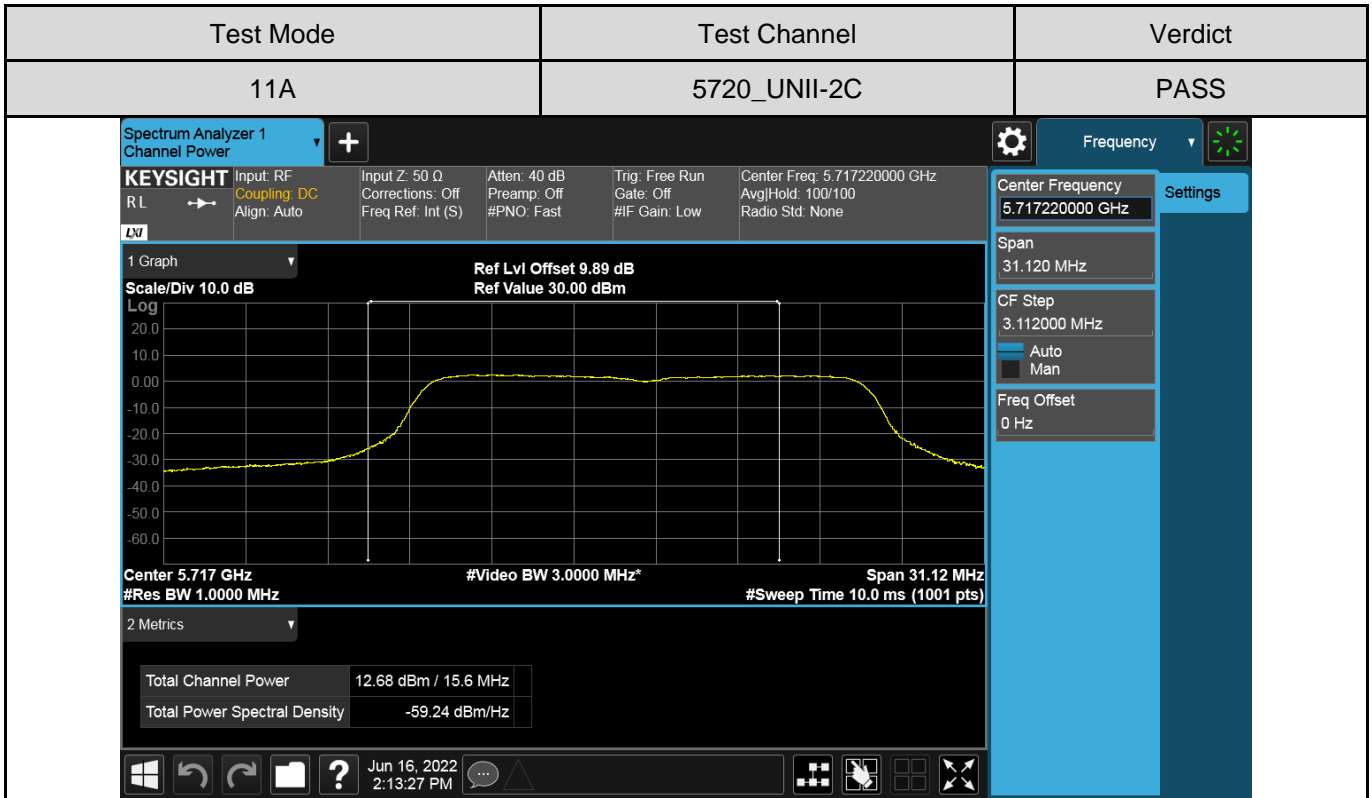 Test Mode Test Channel Verdict
11A 5720_UNII-2C PASS
Spectrum Analyzer 1
Channel Power
+
Frequency
KEYSIGHT
R L
LXI
Input: RF
Coupling: DC
Align: Auto
Input Z: 50 Ω
Corrections: Off
Freq Ref: Int (S)
Atten: 40 dB
Preamp: Off
#PNO: Fast
Trig: Free Run
Gate: Off
#IF Gain: Low
Center Freq: 5.717220000 GHz
Avg|Hold: 100/100
Radio Std: None
Center Frequency
5.717220000 GHz
Settings
Span
31.120 MHz
CF Step
3.112000 MHz
Auto
Man
Freq Offset
0 Hz
1 Graph
Ref Lvl Offset 9.89 dB
Scale/Div 10.0 dB Ref Value 30.00 dBm
Log
20.0
10.0
0.00
-10.0
-20.0
-30.0
-40.0
-50.0
-60.0
Center 5.717 GHz #Video BW 3.0000 MHz* Span 31.12 MHz
#Res BW 1.0000 MHz #Sweep Time 10.0 ms (1001 pts)
2 Metrics
Total Channel Power 12.68 dBm / 15.6 MHz
Total Power Spectral Density -59.24 dBm/Hz
?
Jun 16, 2022
2:13:27 PM